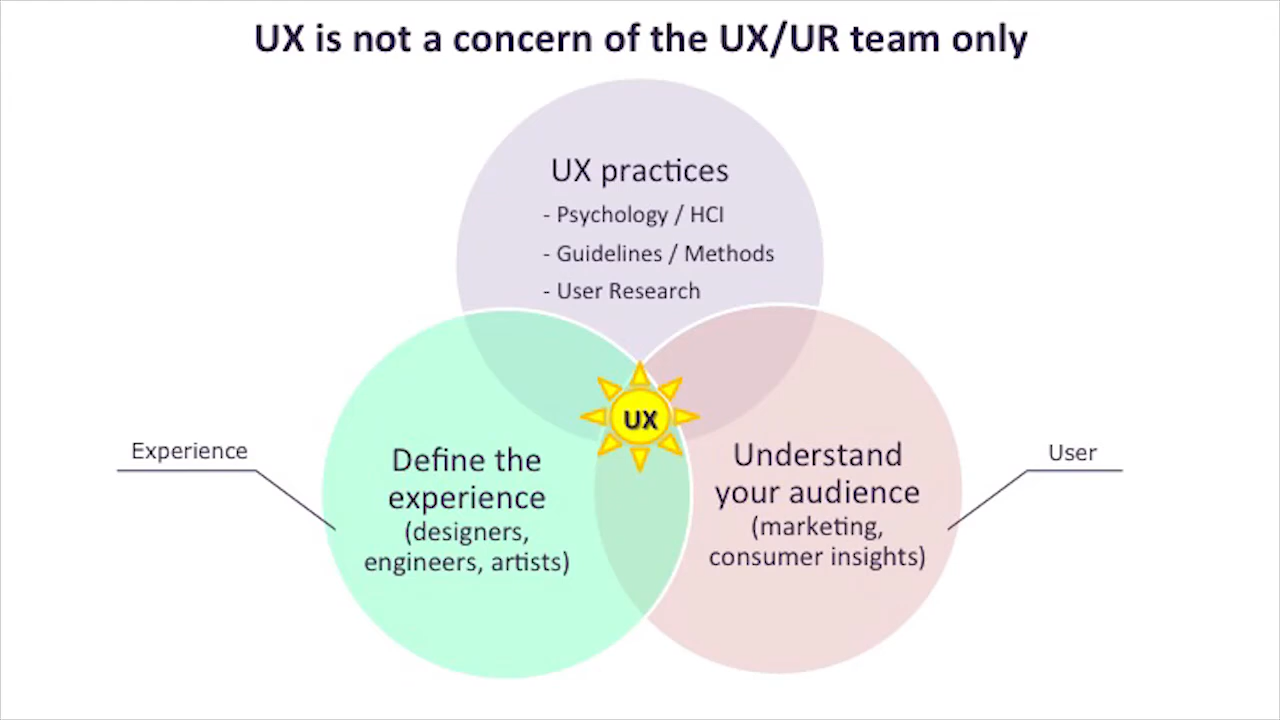 UX is not a concern of the UX/UR team only
UX practices
- Psychology / HCI
- Guidelines / Methods
- User Research
UX
Experience
Define the
experience
(designers,
engineers, artists)
User
Understand
your audience
(marketing,
consumer insights)